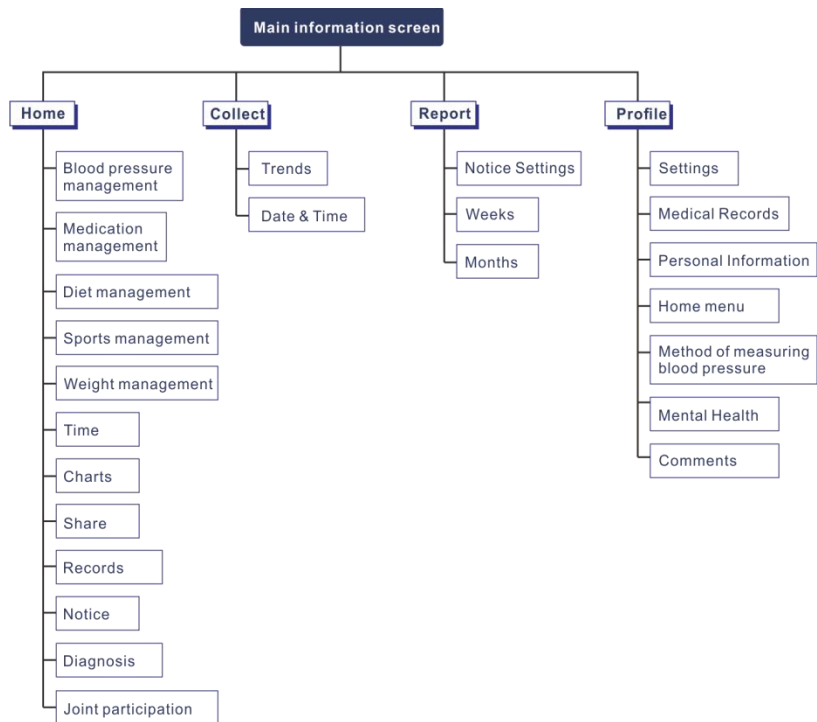 Main information screen
Home
Collect
Report
Profile
Blood pressure
management
Medication
management
Diet management
Sports management
Weight management
Time
Charts
Share
Records
Notice
Diagnosis
Joint participation
Trends
Date & Time
Notice Settings
Weeks
Months
Settings
Medical Records
Personal Information
Home menu
Method of measuring
blood pressure
Mental Health
Comments